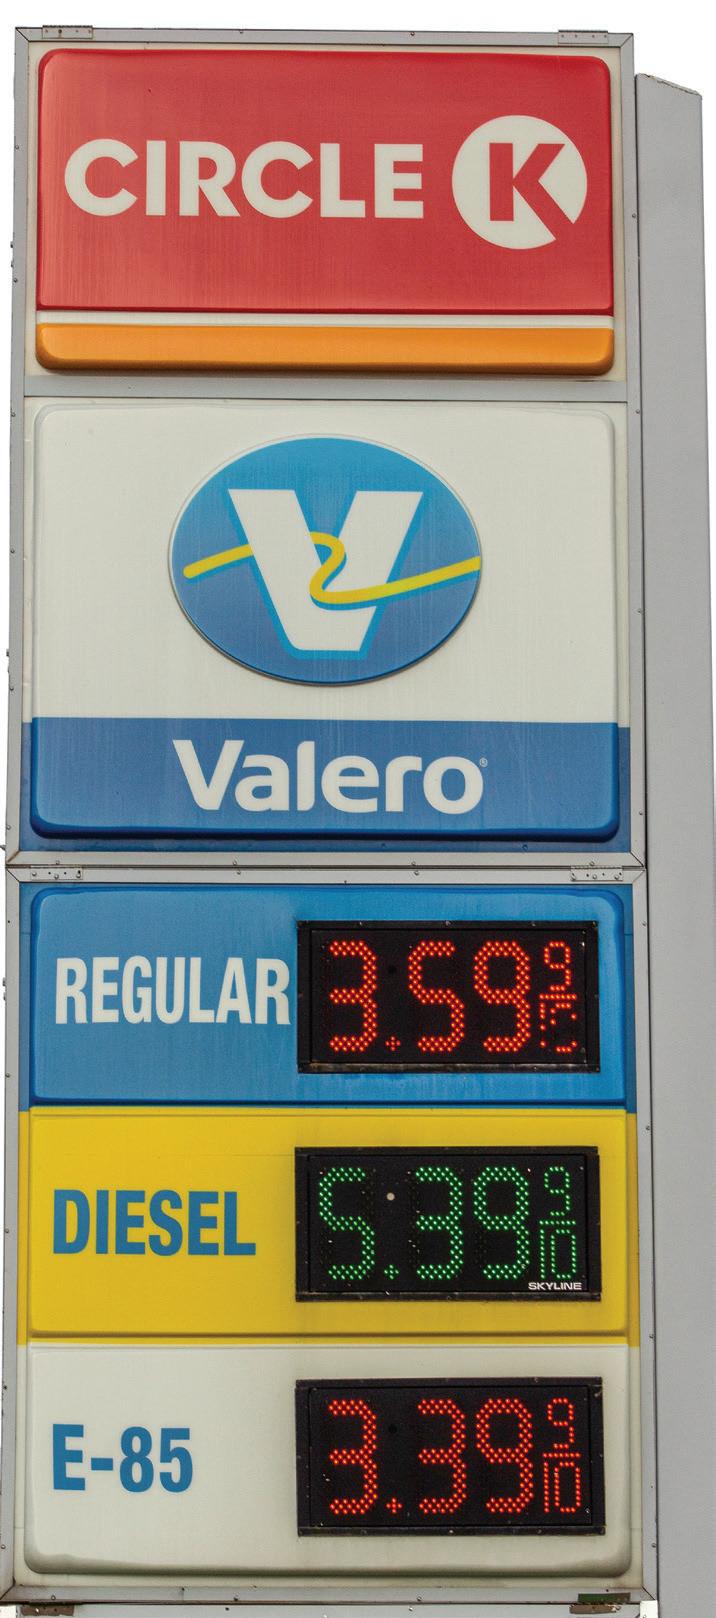 CIRCLE K
V
Valero®
REGULAR 3.59 9/10
DIESEL 5.39 9/10
SKYLINE
E-85 3.39 9/10